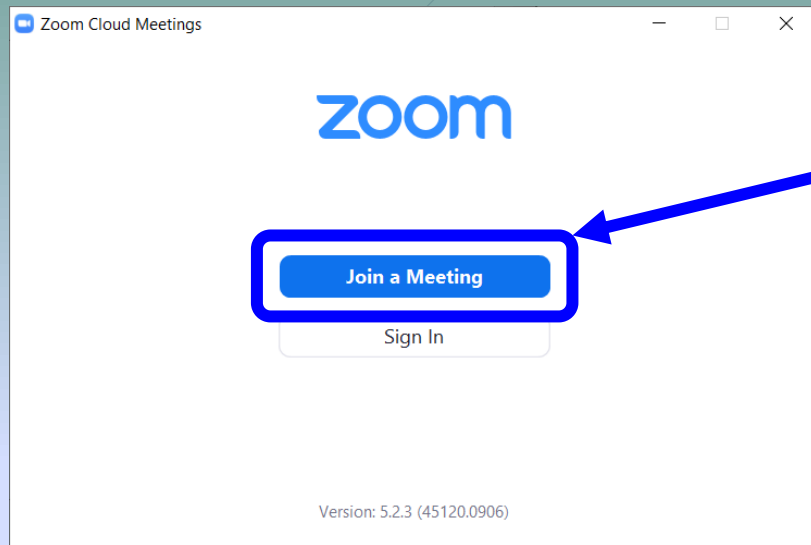 Zoom Cloud Meetings
zoom
Join a Meeting
Sign In
Version: 5.2.3 (45120.0906)